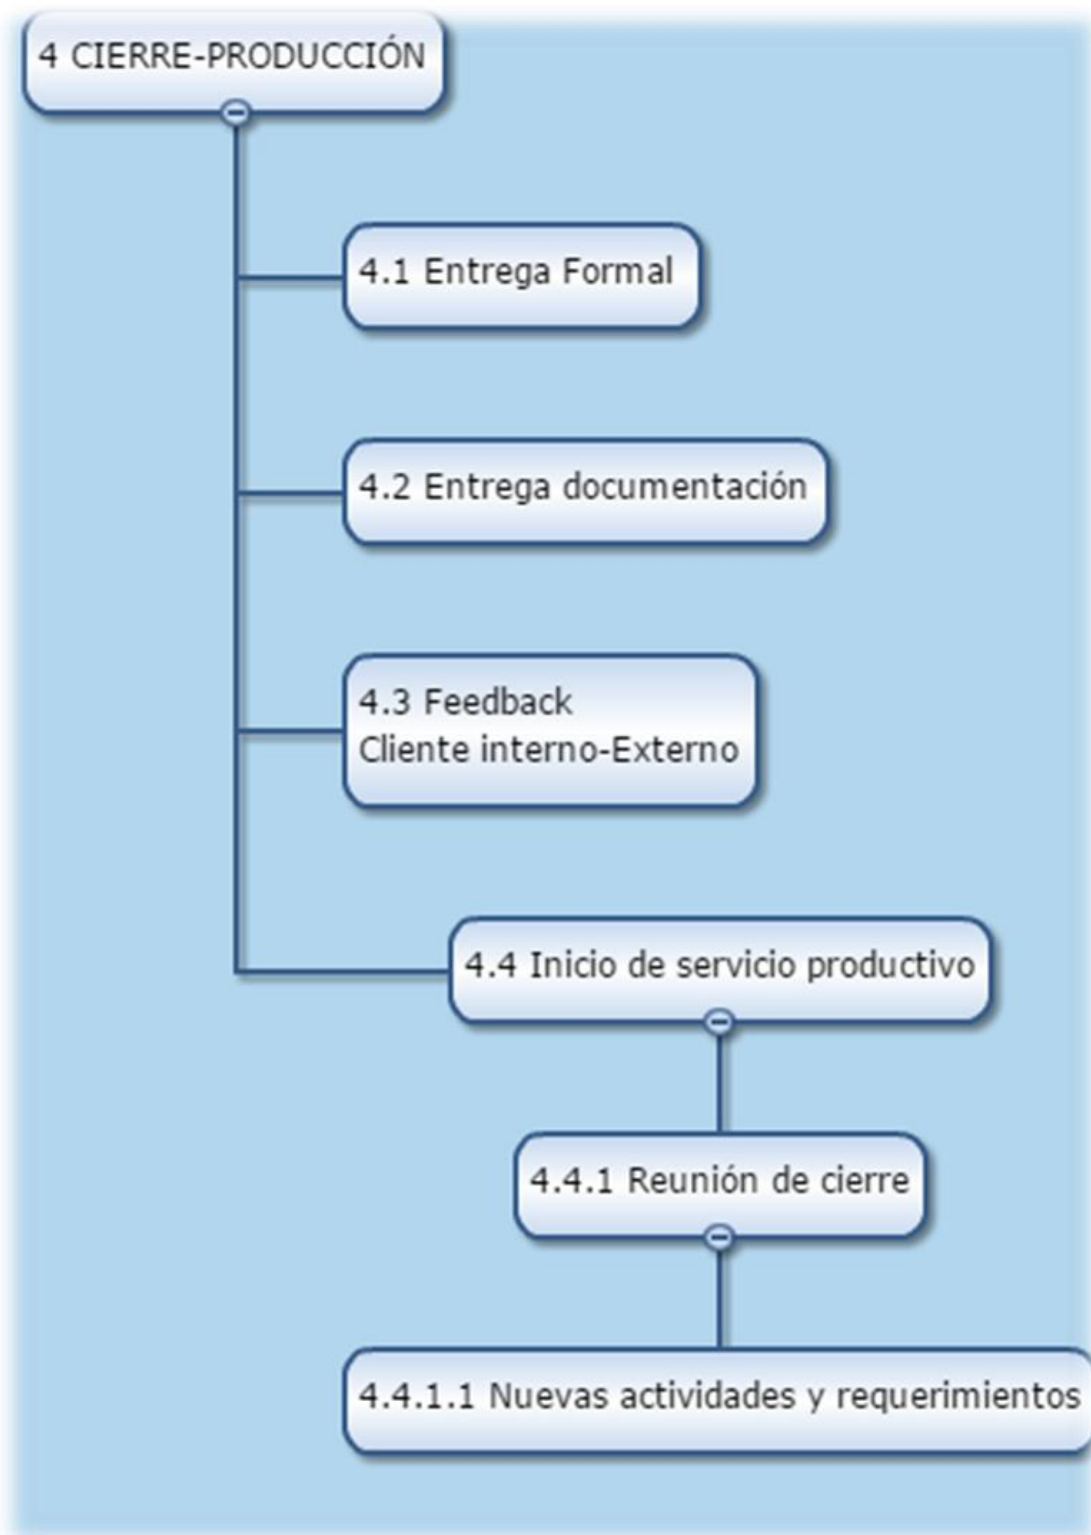 4 CIERRE-PRODUCCIÓN
4.1 Entrega Formal
4.2 Entrega documentación
4.3 Feedback
Cliente interno-Externo
4.4 Inicio de servicio productivo
4.4.1 Reunión de cierre
4.4.1.1 Nuevas actividades y requerimientos